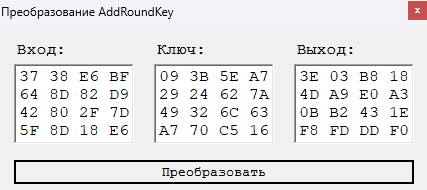 Преобразование AddRoundKey
Вход: Ключ: Выход:
37 38 E6 BF 09 3B 5E A7 3E 03 B8 18
64 8D 82 D9 29 24 62 7A 4D A9 E0 A3
42 80 2F 7D 49 32 6C 63 0B B2 43 1E
5F 8D 18 E6 A7 70 C5 16 F8 FD DD F0
Преобразовать